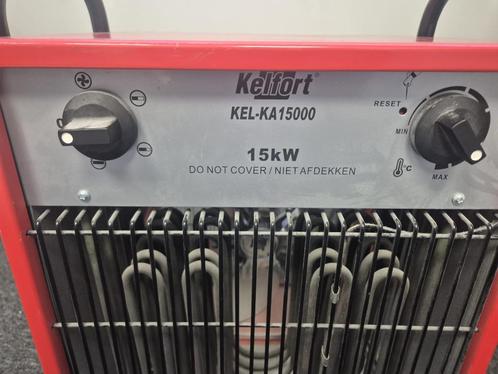 Kelfort
KEL-KA15000
15kW
DO NOT COVER / NIET AFDEKKEN
RESET
MIN
°C
MAX